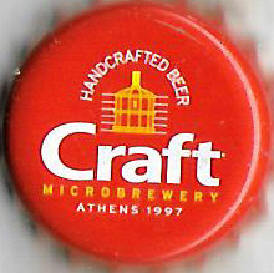 HANDCRAFTED BEER
Craft
MICROBREWERY
ATHENS 1997